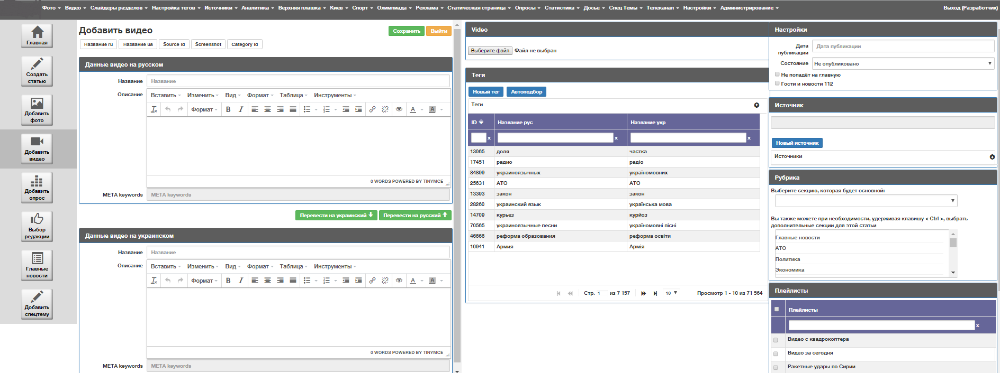 Фото Видео Слайдеры разделов Настройка тегов Источники Аналитика Верхняя плашка Киев Спорт Олимпиада Реклама Статическая страница Опросы Статистика Досье Спец Темы Телеканал Настройки Администрирование Выход (Разработчик)
Главная
Создать
статью
Добавить
фото
Добавить
видео
Добавить
опрос
Выбор
редакции
Главные
новости
Добавить
спецтему
Добавить видео
Сохранить Выйти
Название ru Название ua Source Id Screenshot Category Id
Данные видео на русском
Название Название
Описание Вставить Изменить Вид Формат Таблица Инструменты
Формат B I A A
0 WORDS POWERED BY TINYMCE
META keywords META keywords
Перевести на украинский Перевести на русский
Данные видео на украинском
Название Название
Описание Вставить Изменить Вид Формат Таблица Инструменты
Формат B I A A
0 WORDS POWERED BY TINYMCE
META keywords META keywords
Video
Выберите файл Файл не выбран
Теги
Новый тег Автоподбор
Теги
ID Название рус Название укр
x x x
13065 доля частка
17451 радио радіо
84899 украиноязычных україномовних
25631 АТО АТО
13393 закон закон
28260 украинский язык українська мова
14709 курьез курйоз
70565 украиноязычные песни україномовні пісні
46666 реформа образования реформа освіти
10941 Армия Армія
Стр. 1 из 7 157 10 Просмотр 1 - 10 из 71 564
Настройки
Дата
публикации
Дата публикации
Состояние Не опубликовано
Не попадёт на главную
Гости и новости 112
Источник
Новый источник
Источники
Рубрика
Выберите секцию, которая будет основной:
Вы также можете при необходимости, удерживая клавишу < Ctrl >, выбрать
дополнительные секции для этой статьи
Главные новости
АТО
Политика
Экономика
Плейлисты
Плейлисты
x
Видео с квадрокоптера
Видео за сегодня
Ракетные удары по Сирии